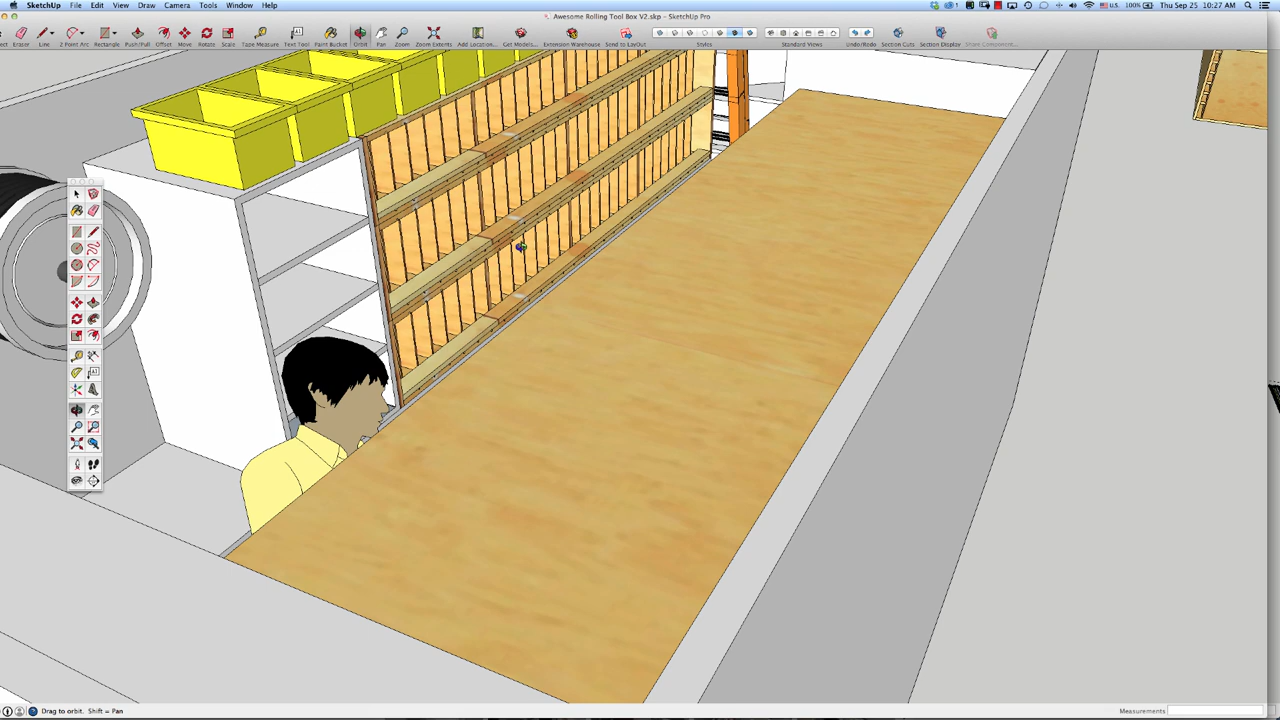 SketchUp File Edit View Draw Camera Tools Window Help 1 100% U.S. Thu Sep 25 10:27 AM
Awesome Rolling Tool Box V2.skp - SketchUp Pro
Eraser Line 2 Point Arc Rectangle Push/Pull Offset Move Rotate Scale Tape Measure Text Tool Paint Bucket Orbit Pan Zoom Zoom Extents Add Location... Get Models... Extension Warehouse Send to LayOut Styles Standard Views Undo/Redo Section Cuts Section Display Share Component...
Drag to orbit. Shift = Pan Measurements